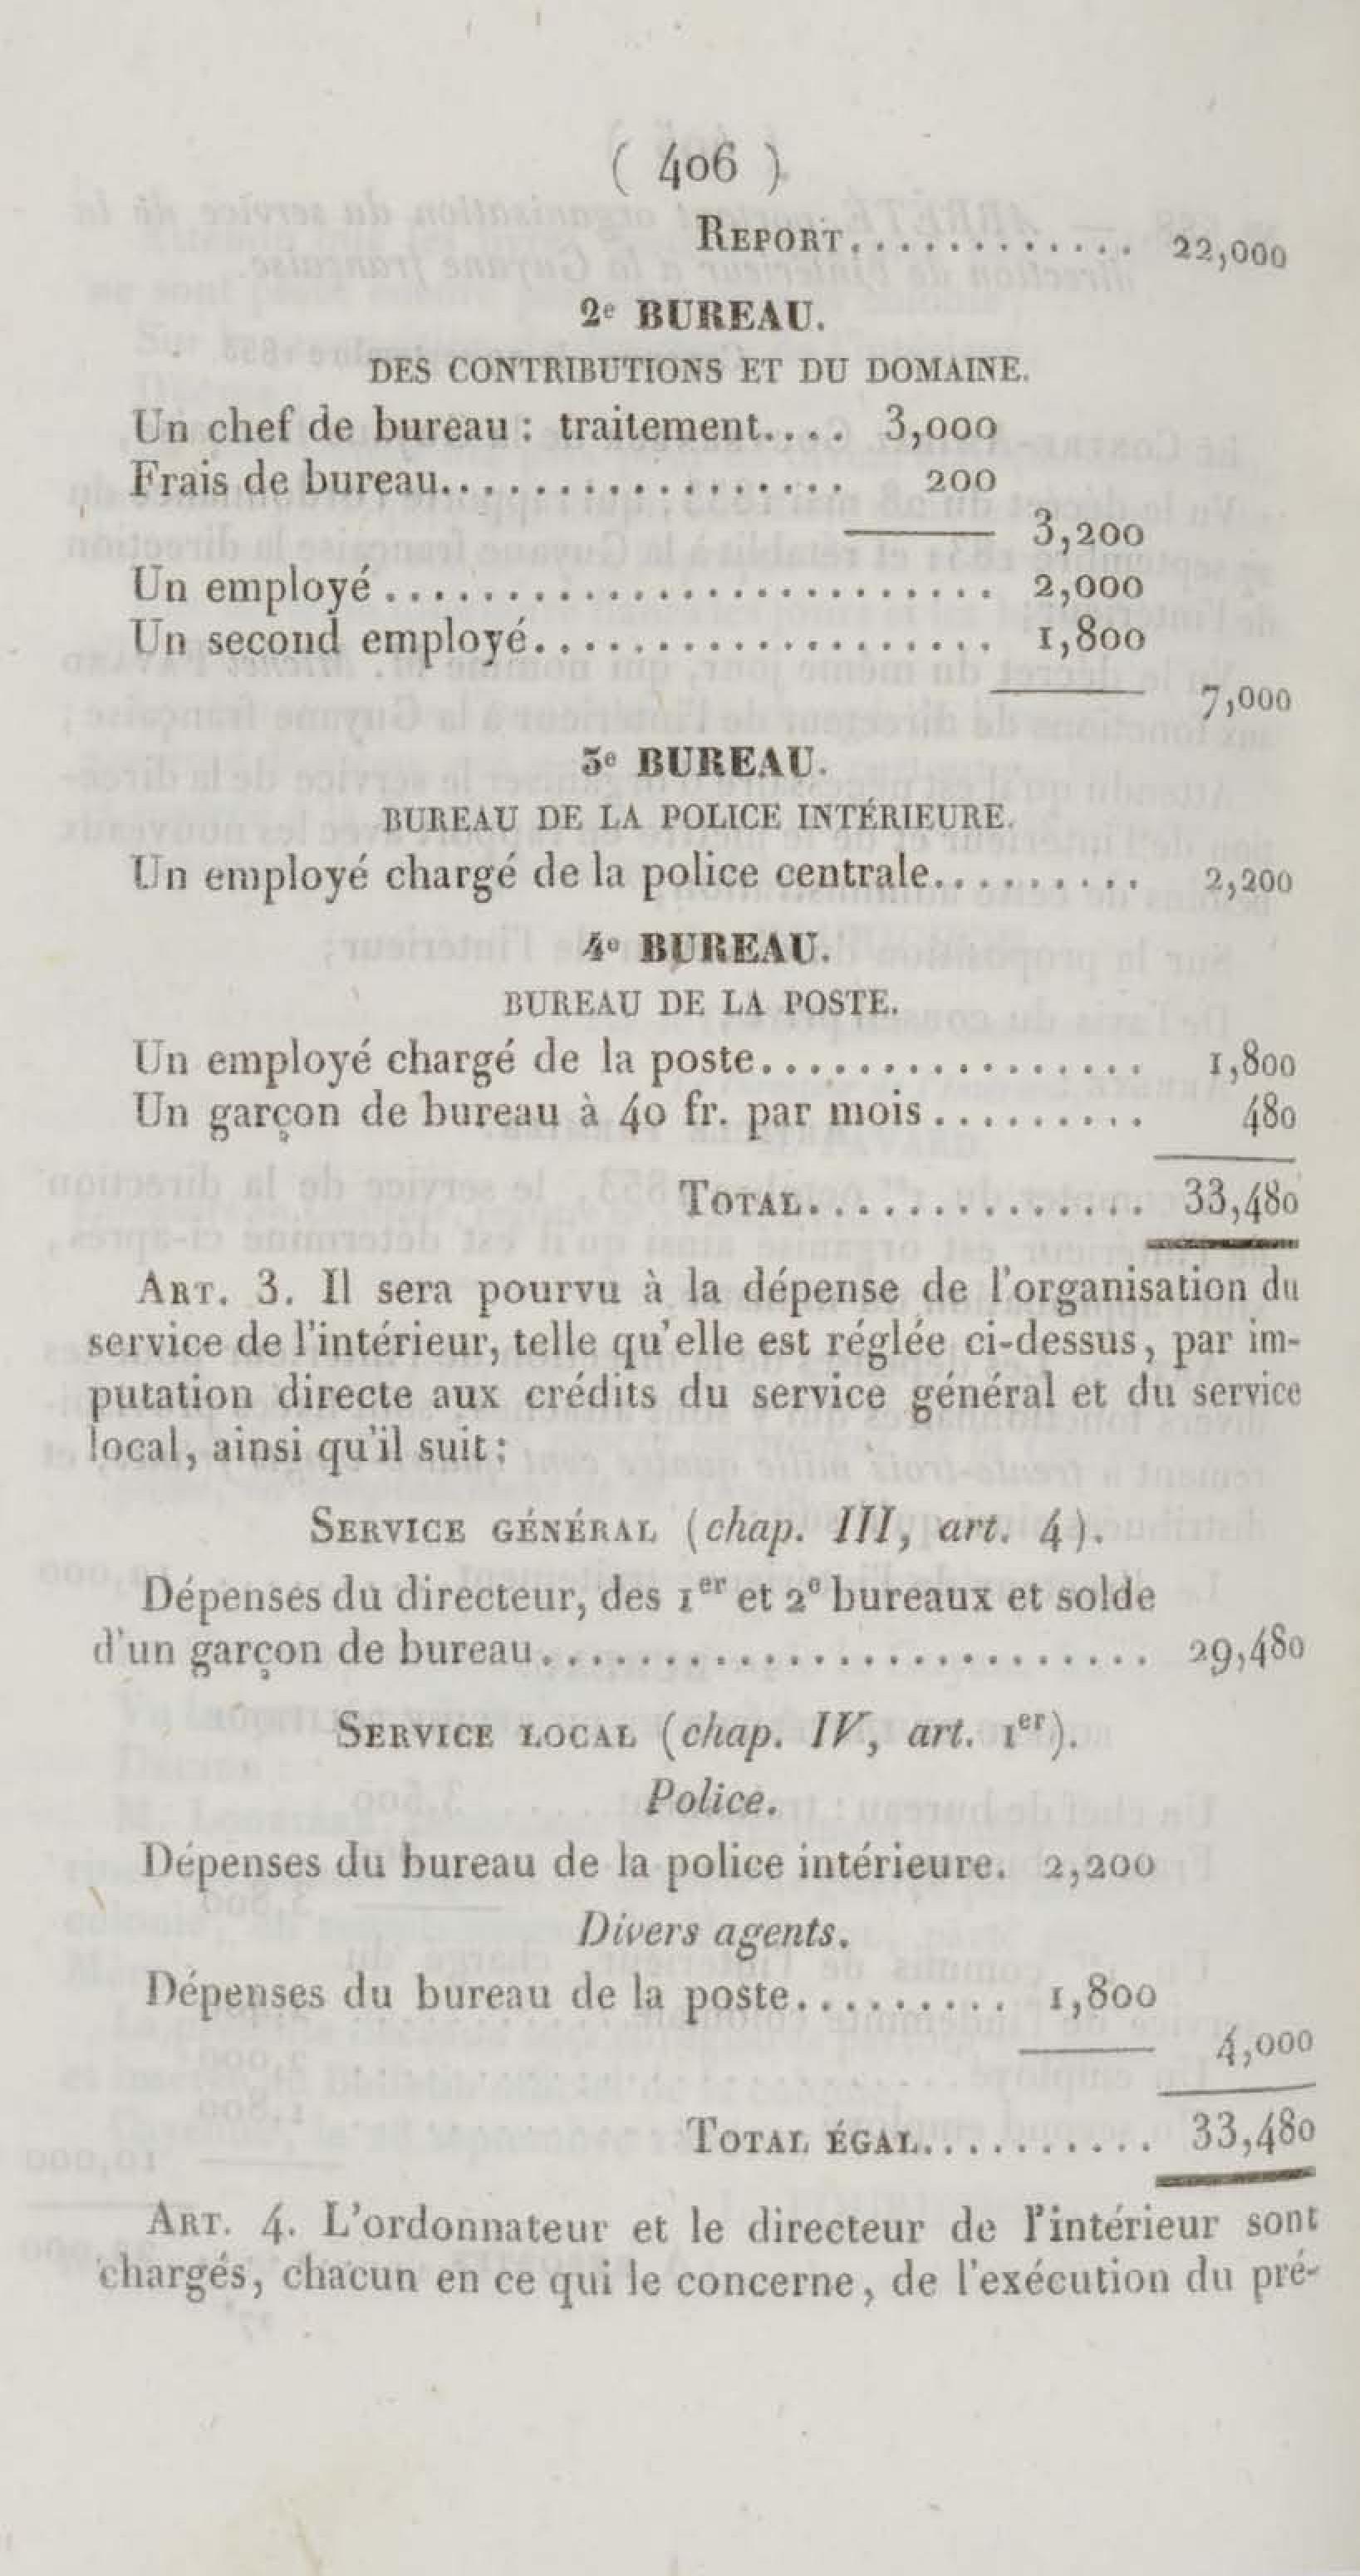 ( 406 )
REPORT............ 22,000
2e BUREAU.
DES CONTRIBUTIONS ET DU DOMAINE.
Un chef de bureau : traitement.... 3,000
Frais de bureau................. 200
3,200
Un employé......................... 2,000
Un second employé................... 1,800
7,000
3e BUREAU.
BUREAU DE LA POLICE INTÉRIEURE.
Un employé chargé de la police centrale......... 2,200
4e BUREAU.
BUREAU DE LA POSTE.
Un employé chargé de la poste................ 1,800
Un garçon de bureau à 40 fr. par mois......... 480
TOTAL.............. 33,480
ART. 3. Il sera pourvu à la dépense de l'organisation du
service de l'intérieur, telle qu'elle est réglée ci-dessus, par im-
putation directe aux crédits du service général et du service
local, ainsi qu'il suit :
SERVICE GÉNÉRAL (chap. III, art. 4).
Dépenses du directeur, des 1er et 2e bureaux et solde
d'un garçon de bureau......................... 29,480
SERVICE LOCAL (chap. IV, art. 1er).
Police.
Dépenses du bureau de la police intérieure. 2,200
Divers agents.
Dépenses du bureau de la poste......... 1,800
4,000
TOTAL ÉGAL.......... 33,480
ART. 4. L'ordonnateur et le directeur de l'intérieur sont
chargés, chacun en ce qui le concerne, de l'exécution du pré-